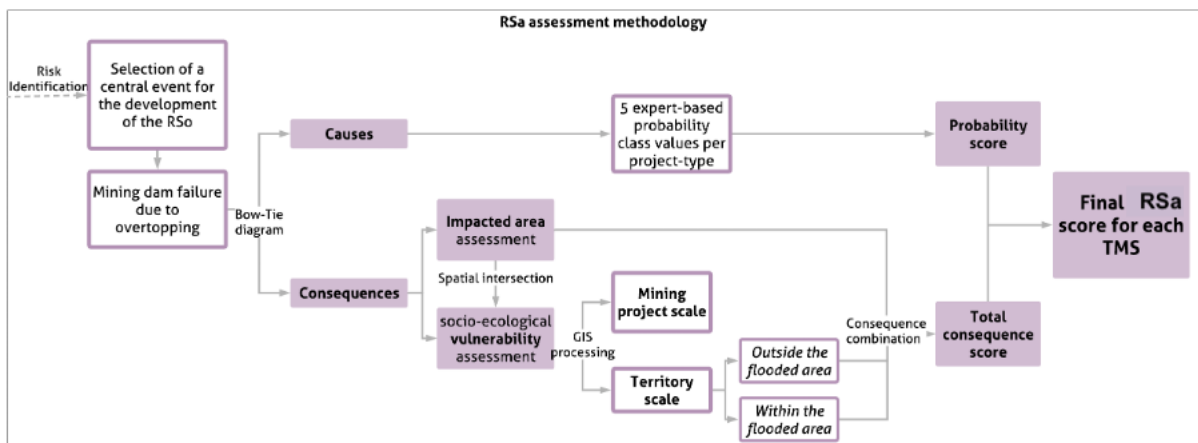 RSa assessment methodology
Risk
Identification
Selection of a
central event for
the development
of the RSo
Mining dam failure
due to
overtopping
Bow-Tie
diagram
Causes
5 expert-based
probability
class values per
project-type
Probability
score
Consequences
Impacted area
assessment
Spatial intersection
socio-ecological
vulnerability
assessment
GIS
processing
Mining
project scale
Territory
scale
Outside the
flooded area
Within the
flooded area
Consequence
combination
Total
consequence
score
Final RSa
score for each
TMS